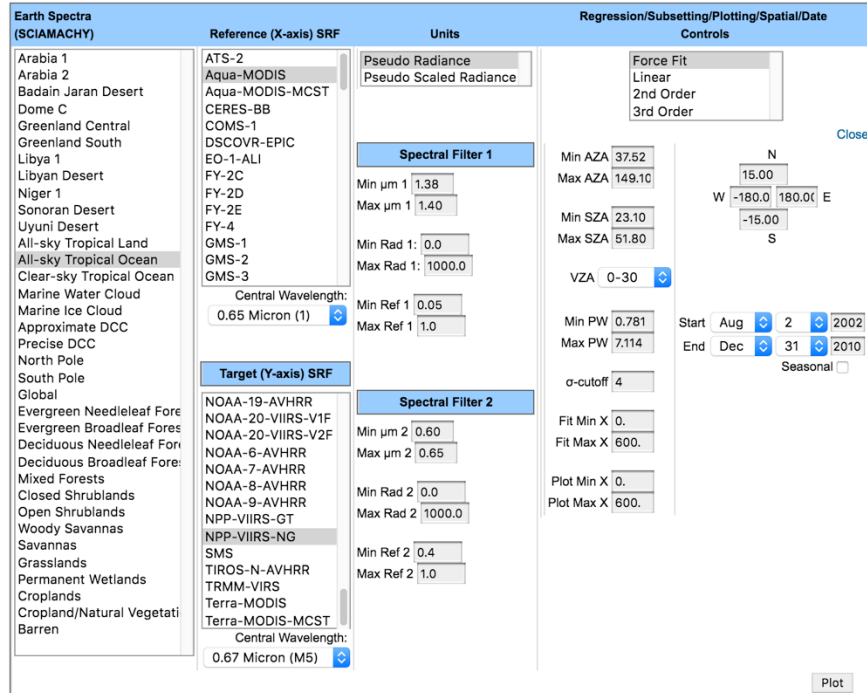 Earth Spectra
(SCIAMACHY)
Arabia 1
Arabia 2
Badain Jaran Desert
Dome C
Greenland Central
Greenland South
Libya 1
Libyan Desert
Niger 1
Sonoran Desert
Uyuni Desert
All-sky Tropical Land
All-sky Tropical Ocean
Clear-sky Tropical Ocean
Marine Water Cloud
Marine Ice Cloud
Approximate DCC
Precise DCC
North Pole
South Pole
Global
Evergreen Needleleaf Fore
Evergreen Broadleaf Fores
Deciduous Needleleaf For
Deciduous Broadleaf Fores
Mixed Forests
Closed Shrublands
Open Shrublands
Woody Savannas
Savannas
Grasslands
Permanent Wetlands
Croplands
Cropland/Natural Vegetati
Barren
Reference (X-axis) SRF
ATS-2
Aqua-MODIS
Aqua-MODIS-MCST
CERES-BB
COMS-1
DSCOVR-EPIC
EO-1-ALI
FY-2C
FY-2D
FY-2E
FY-4
GMS-1
GMS-2
GMS-3
Central Wavelength:
0.65 Micron (1)
Target (Y-axis) SRF
NOAA-19-AVHRR
NOAA-20-VIIRS-V1F
NOAA-20-VIIRS-V2F
NOAA-6-AVHRR
NOAA-7-AVHRR
NOAA-8-AVHRR
NOAA-9-AVHRR
NPP-VIIRS-GT
NPP-VIIRS-NG
SMS
TIROS-N-AVHRR
TRMM-VIRS
Terra-MODIS
Terra-MODIS-MCST
Central Wavelength:
0.67 Micron (M5)
Units
Pseudo Radiance
Pseudo Scaled Radiance
Spectral Filter 1
Min µm 1 1.38
Max µm 1 1.40
Min Rad 1: 0.0
Max Rad 1: 1000.0
Min Ref 1 0.05
Max Ref 1 1.0
Spectral Filter 2
Min µm 2 0.60
Max µm 2 0.65
Min Rad 2 0.0
Max Rad 2 1000.0
Min Ref 2 0.4
Max Ref 2 1.0
Regression/Subsetting/Plotting/Spatial/Date
Controls
Force Fit
Linear
2nd Order
3rd Order
Close
Min AZA 37.52
Max AZA 149.10
Min SZA 23.10
Max SZA 51.80
VZA 0-30
Min PW 0.781
Max PW 7.114
σ-cutoff 4
Fit Min X 0.
Fit Max X 600.
Plot Min X 0.
Plot Max X 600.
N
15.00
W -180.0 180.00 E
-15.00
S
Start Aug 2 2002
End Dec 31 2010
Seasonal
Plot